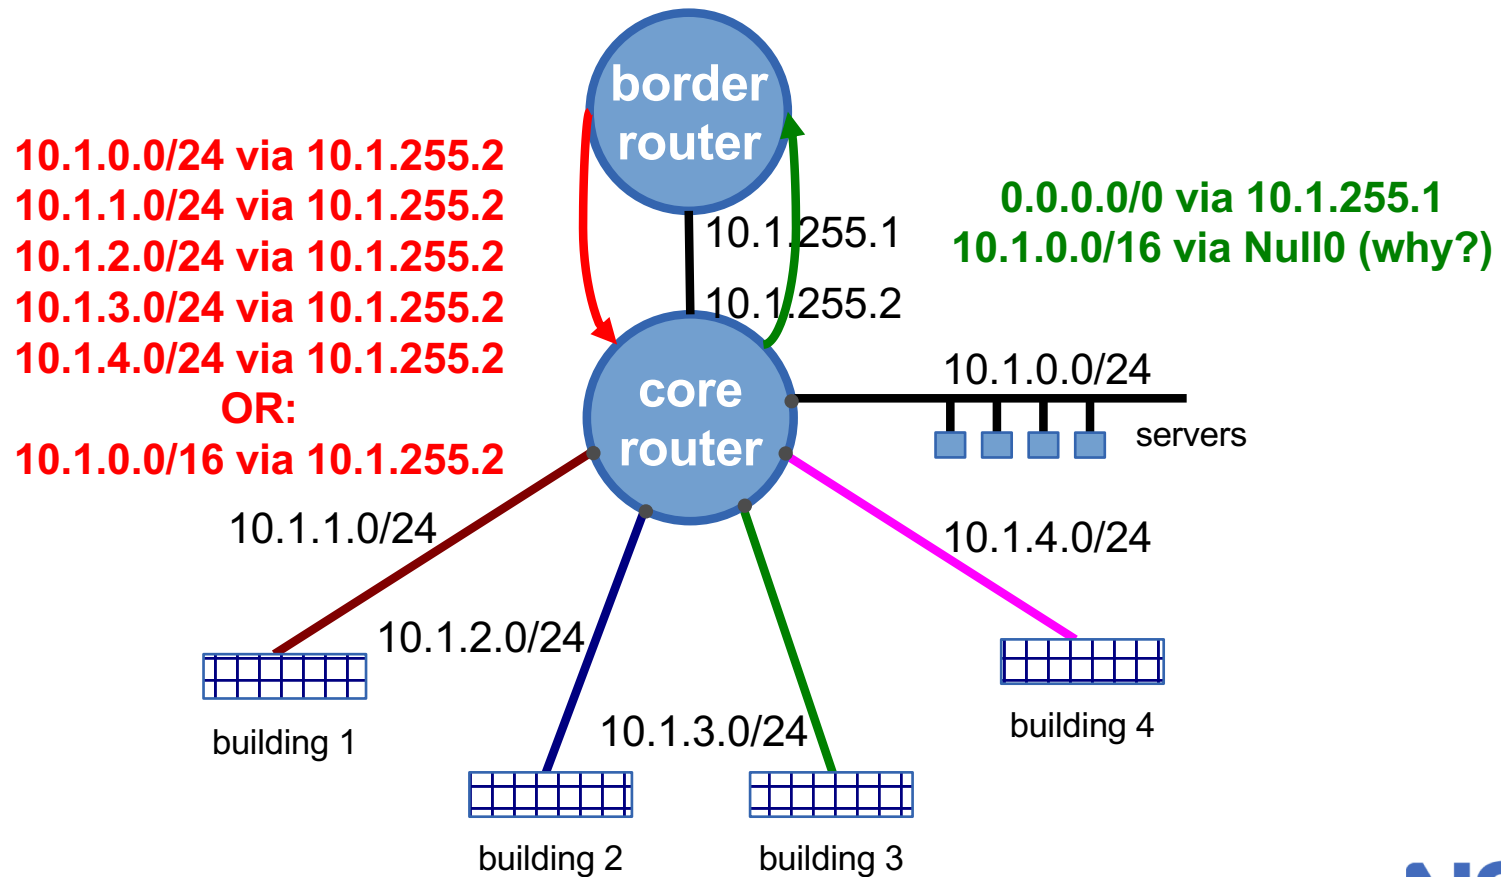 border
router
10.1.0.0/24 via 10.1.255.2
10.1.1.0/24 via 10.1.255.2
10.1.2.0/24 via 10.1.255.2
10.1.3.0/24 via 10.1.255.2
10.1.4.0/24 via 10.1.255.2
OR:
10.1.0.0/16 via 10.1.255.2
0.0.0.0/0 via 10.1.255.1
10.1.0.0/16 via Null0 (why?)
10.1.255.1
10.1.255.2
core
router
10.1.0.0/24
servers
10.1.1.0/24
10.1.4.0/24
10.1.2.0/24
10.1.3.0/24
building 1
building 4
building 2
building 3